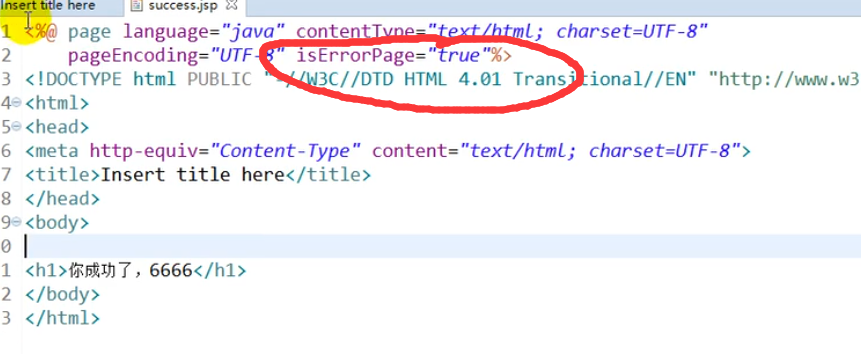 Insert title here
success.jsp
1 <%@ page language="java" contentType="text/html; charset=UTF-8"
2 pageEncoding="UTF-8" isErrorPage="true"%>
3 <!DOCTYPE html PUBLIC "-//W3C//DTD HTML 4.01 Transitional//EN" "http://www.w3
4 <html>
5 <head>
6 <meta http-equiv="Content-Type" content="text/html; charset=UTF-8">
7 <title>Insert title here</title>
8 </head>
9 <body>
0
1 <h1>你成功了，6666</h1>
2 </body>
3 </html>